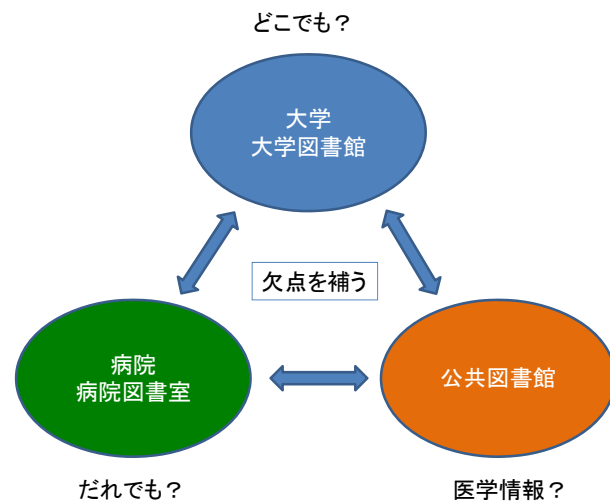 どこでも？
大学
大学図書館
欠点を補う
病院
病院図書室
公共図書館
だれでも？
医学情報？